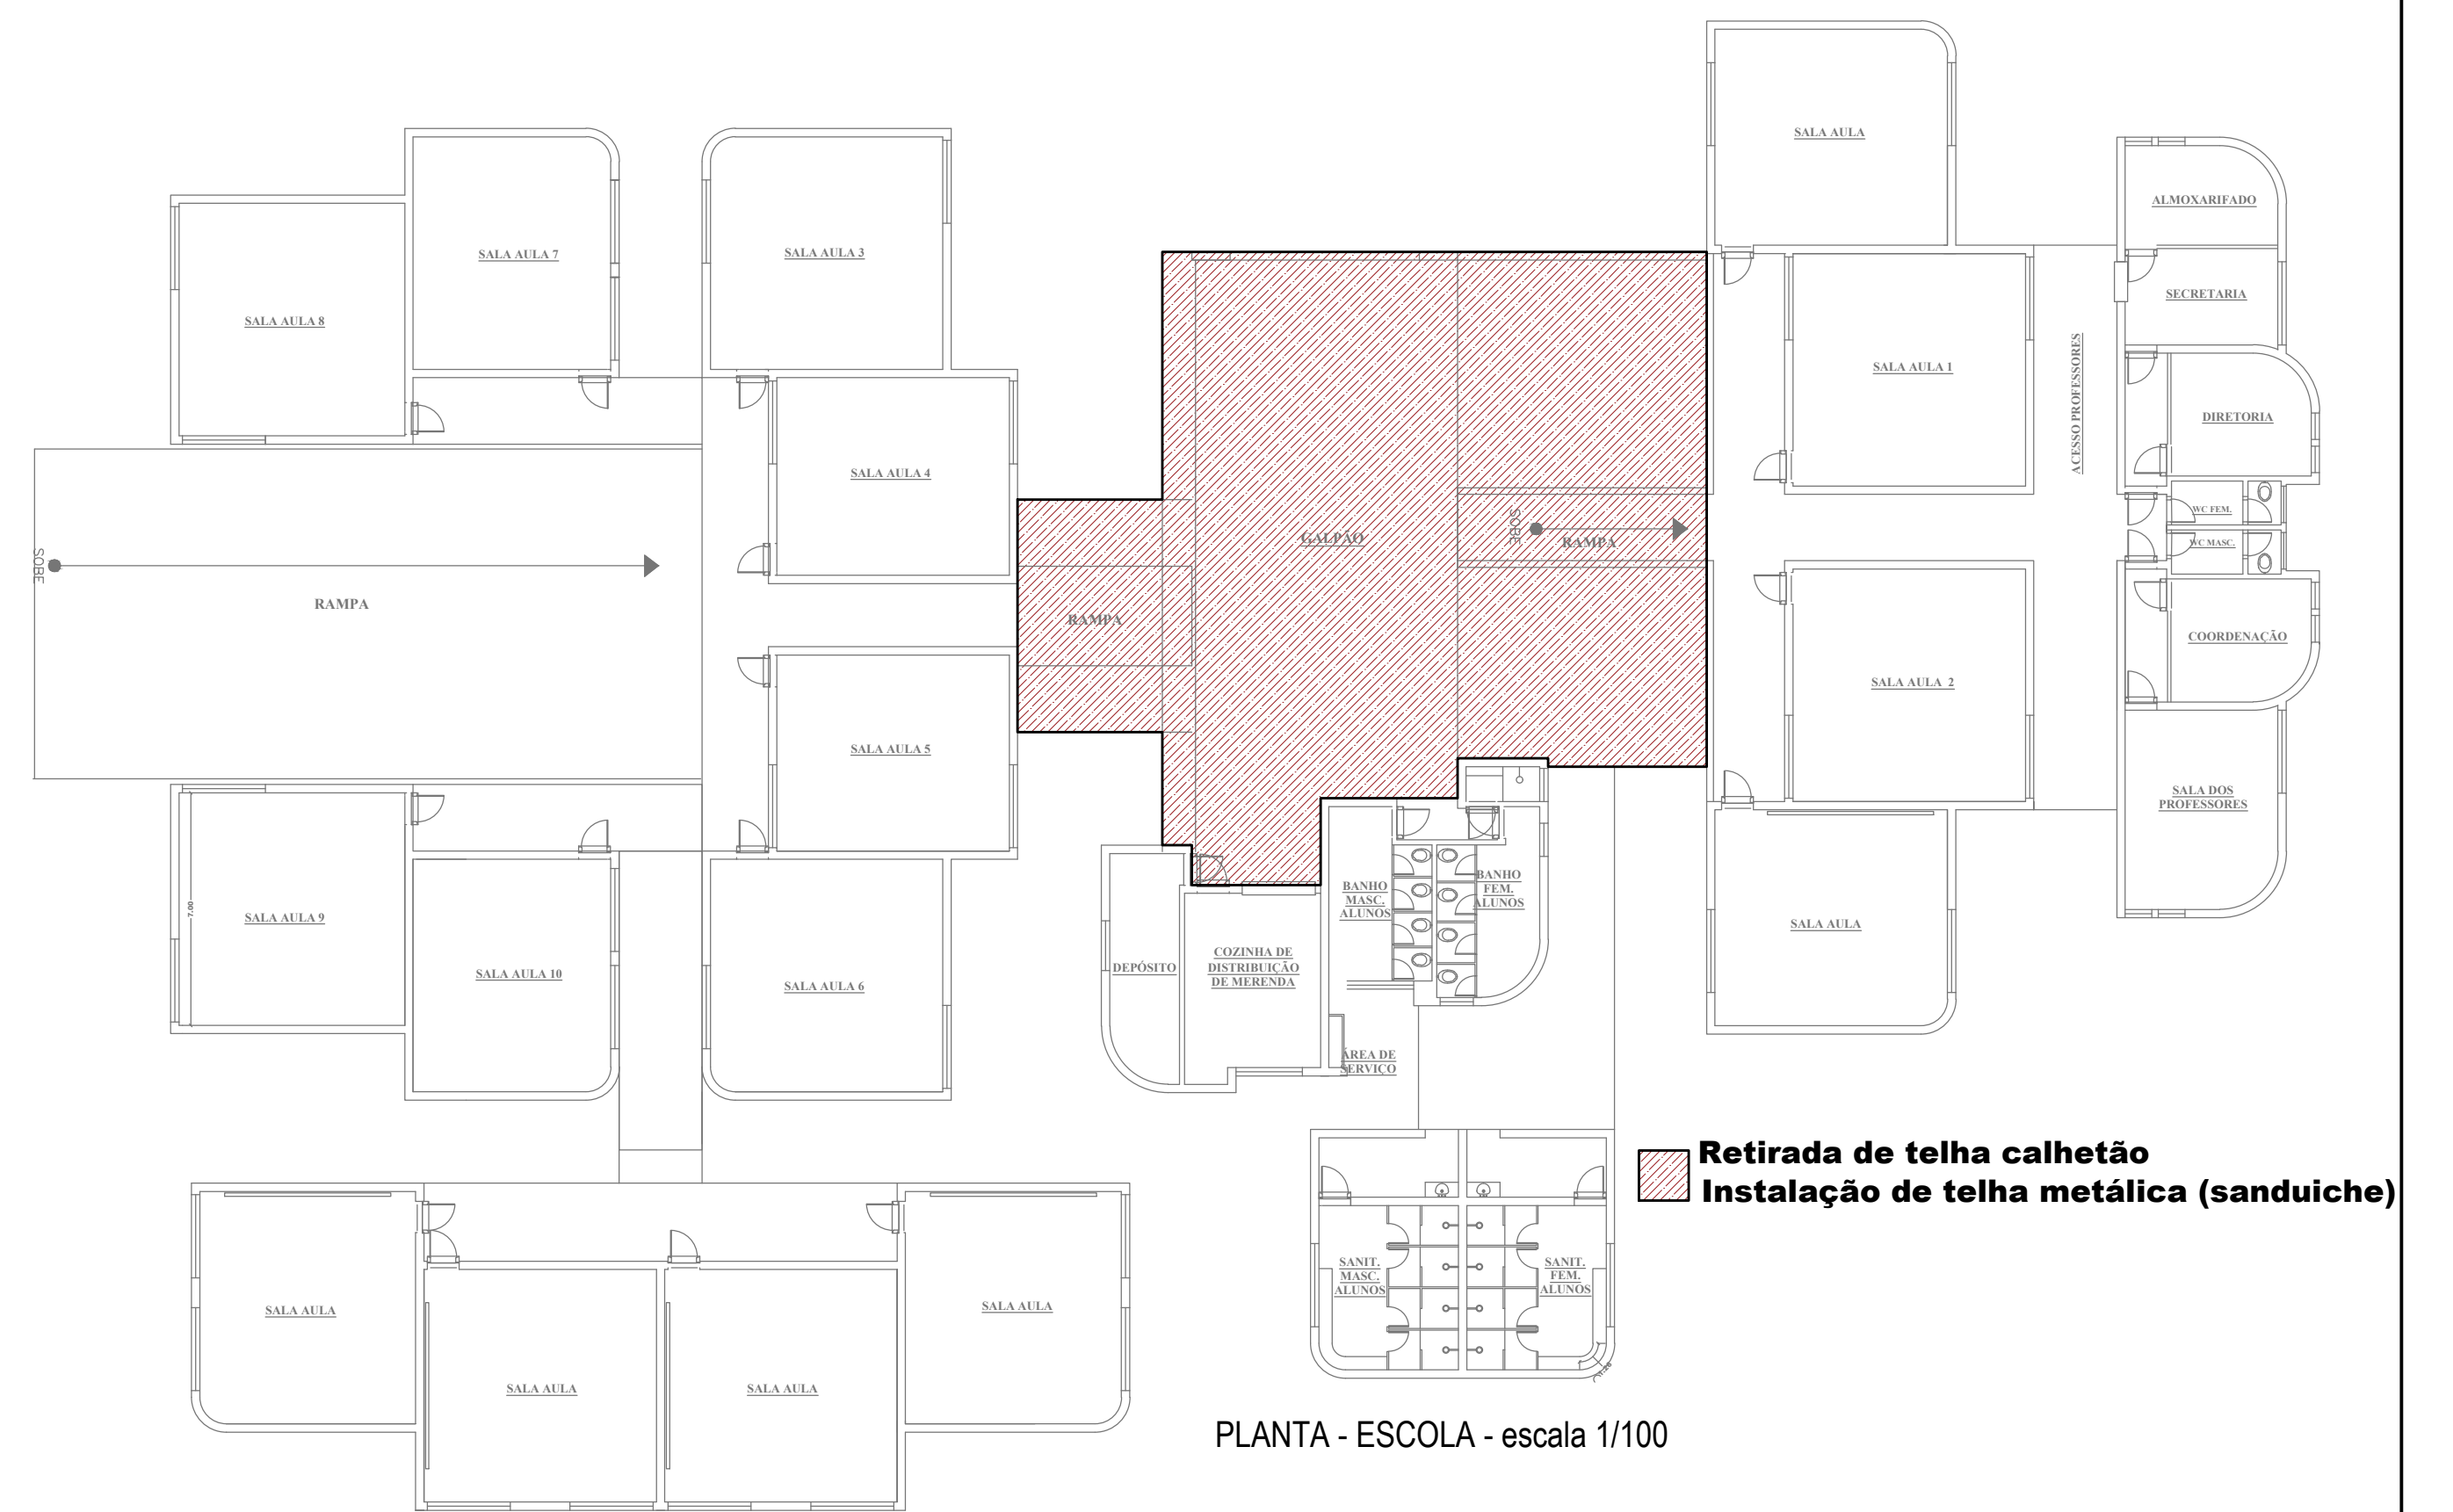 SALA AULA
ALMOXARIFADO
SALA AULA 7
SALA AULA 3
SECRETARIA
SALA AULA 8
SALA AULA 1
ACESSO PROFESSORES
DIRETORIA
SALA AULA 4
WC FEM.
SOBE
GALPÃO
RAMPA
WC MASC.
SOBE
RAMPA
RAMPA
COORDENAÇÃO
SALA AULA 2
SALA AULA 5
SALA DOS
PROFESSORES
7.00
SALA AULA 9
BANHO
MASC.
ALUNOS
BANHO
FEM.
ALUNOS
SALA AULA
SALA AULA 10
SALA AULA 6
DEPÓSITO
COZINHA DE
DISTRIBUIÇÃO
DE MERENDA
ÁREA DE
SERVIÇO
Retirada de telha calhetão
Instalação de telha metálica (sanduiche)
SANIT.
MASC.
ALUNOS
SANIT.
FEM.
ALUNOS
SALA AULA
SALA AULA
SALA AULA
SALA AULA
PLANTA - ESCOLA - escala 1/100